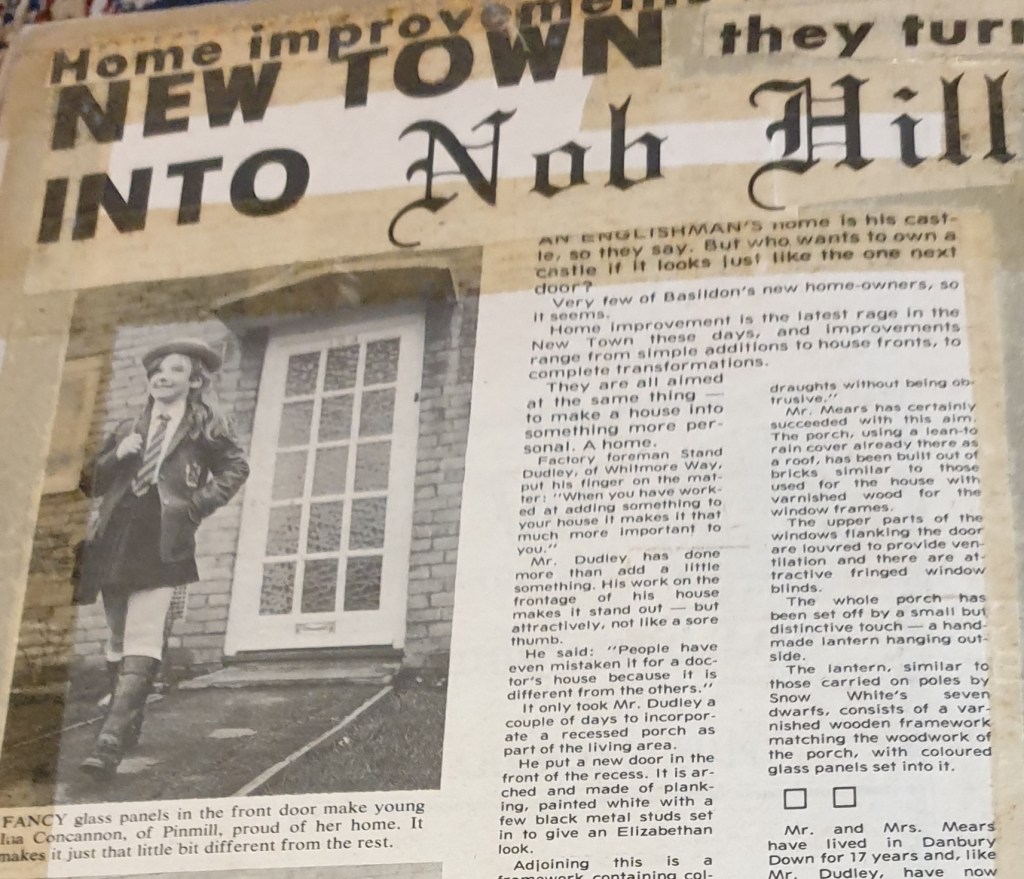 Home improvem
NEW TOWN they tur
INTO Nob Hill
AN ENGLISHMAN'S home is his cast-
le, so they say. But who wants to own a
castle if it looks just like the one next
door?
Very few of Basildon's new home-owners, so
it seems.
Home improvement is the latest rage in the
New Town these days, and improvements
range from simple additions to house fronts, to
complete transformations.
They are all aimed
at the same thing —
to make a house into
something more per-
sonal. A home.
Factory foreman Stand
Dudley, of Whitmore Way,
put his finger on the mat-
ter: "When you have work-
ed at adding something to
your house it makes it that
much more important to
you."
Mr. Dudley has done
more than add a little
something. His work on the
frontage of his house
makes it stand out — but
attractively, not like a sore
thumb.
He said: "People have
even mistaken it for a doc-
tor's house because it is
different from the others."
It only took Mr. Dudley a
couple of days to incorpor-
ate a recessed porch as
part of the living area.
He put a new door in the
front of the recess. It is ar-
ched and made of plank-
ing, painted white with a
few black metal studs set
in to give an Elizabethan
look.
Adjoining this is a
framework containing col-
draughts without being ob-
trusive."
Mr. Mears has certainly
succeeded with this aim.
The porch, using a lean-to
rain cover already there as
a roof, has been built out of
bricks similar to those
used for the house with
varnished wood for the
window frames.
The upper parts of the
windows flanking the door
are louvred to provide ven-
tilation and there are at-
tractive fringed window
blinds.
The whole porch has
been set off by a small but
distinctive touch — a hand-
made lantern hanging out-
side.
The lantern, similar to
those carried on poles by
Snow White's seven
dwarfs, consists of a var-
nished wooden framework
matching the woodwork of
the porch, with coloured
glass panels set into it.
Mr. and Mrs. Mears
have lived in Danbury
Down for 17 years and, like
Mr. Dudley, have now
FANCY glass panels in the front door make young
Concannon, of Pinmill, proud of her home. It
makes it just that little bit different from the rest.